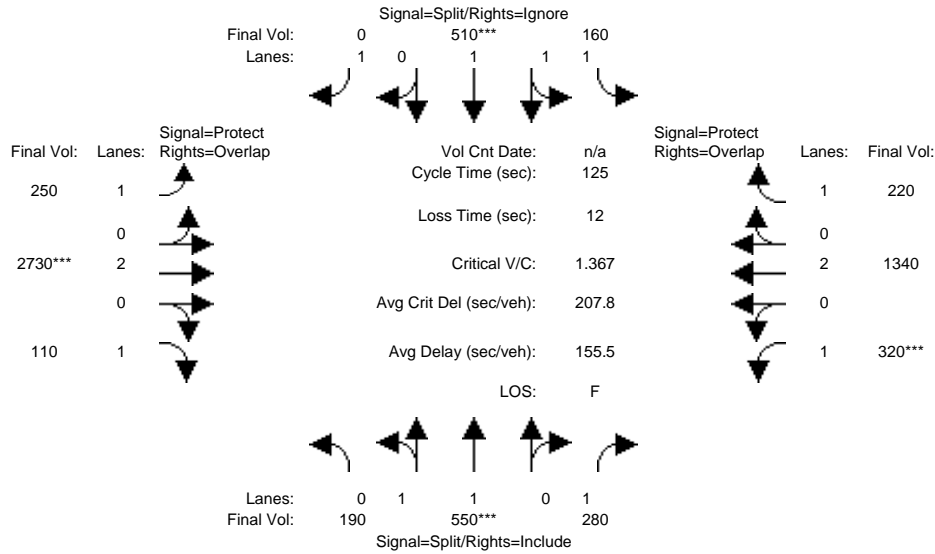 Signal=Split/Rights=Ignore
Final Vol: 0 510*** 160
Lanes: 1 0 1 1 1
Signal=Protect
Final Vol: Lanes: Rights=Overlap
Vol Cnt Date: n/a
Signal=Protect
Rights=Overlap Lanes: Final Vol:
Cycle Time (sec): 125
250 1
1 220
Loss Time (sec): 12
0
0
2730*** 2
Critical V/C: 1.367
2 1340
0
Avg Crit Del (sec/veh): 207.8
0
110 1
Avg Delay (sec/veh): 155.5
1 320***
LOS: F
Lanes: 0 1 1 0 1
Final Vol: 190 550*** 280
Signal=Split/Rights=Include